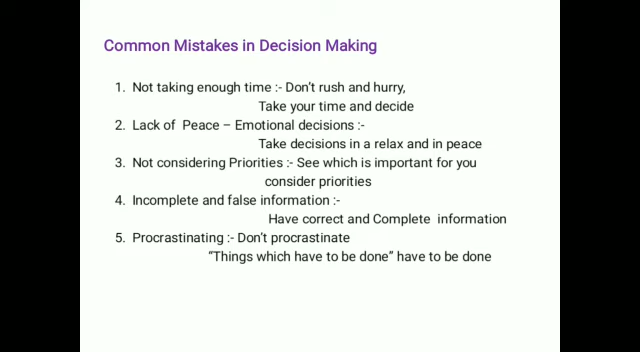 Common Mistakes in Decision Making
1. Not taking enough time :- Don't rush and hurry,
Take your time and decide
2. Lack of Peace – Emotional decisions :-
Take decisions in a relax and in peace
3. Not considering Priorities :- See which is important for you
consider priorities
4. Incomplete and false information :-
Have correct and Complete information
5. Procrastinating :- Don't procrastinate
“Things which have to be done” have to be done